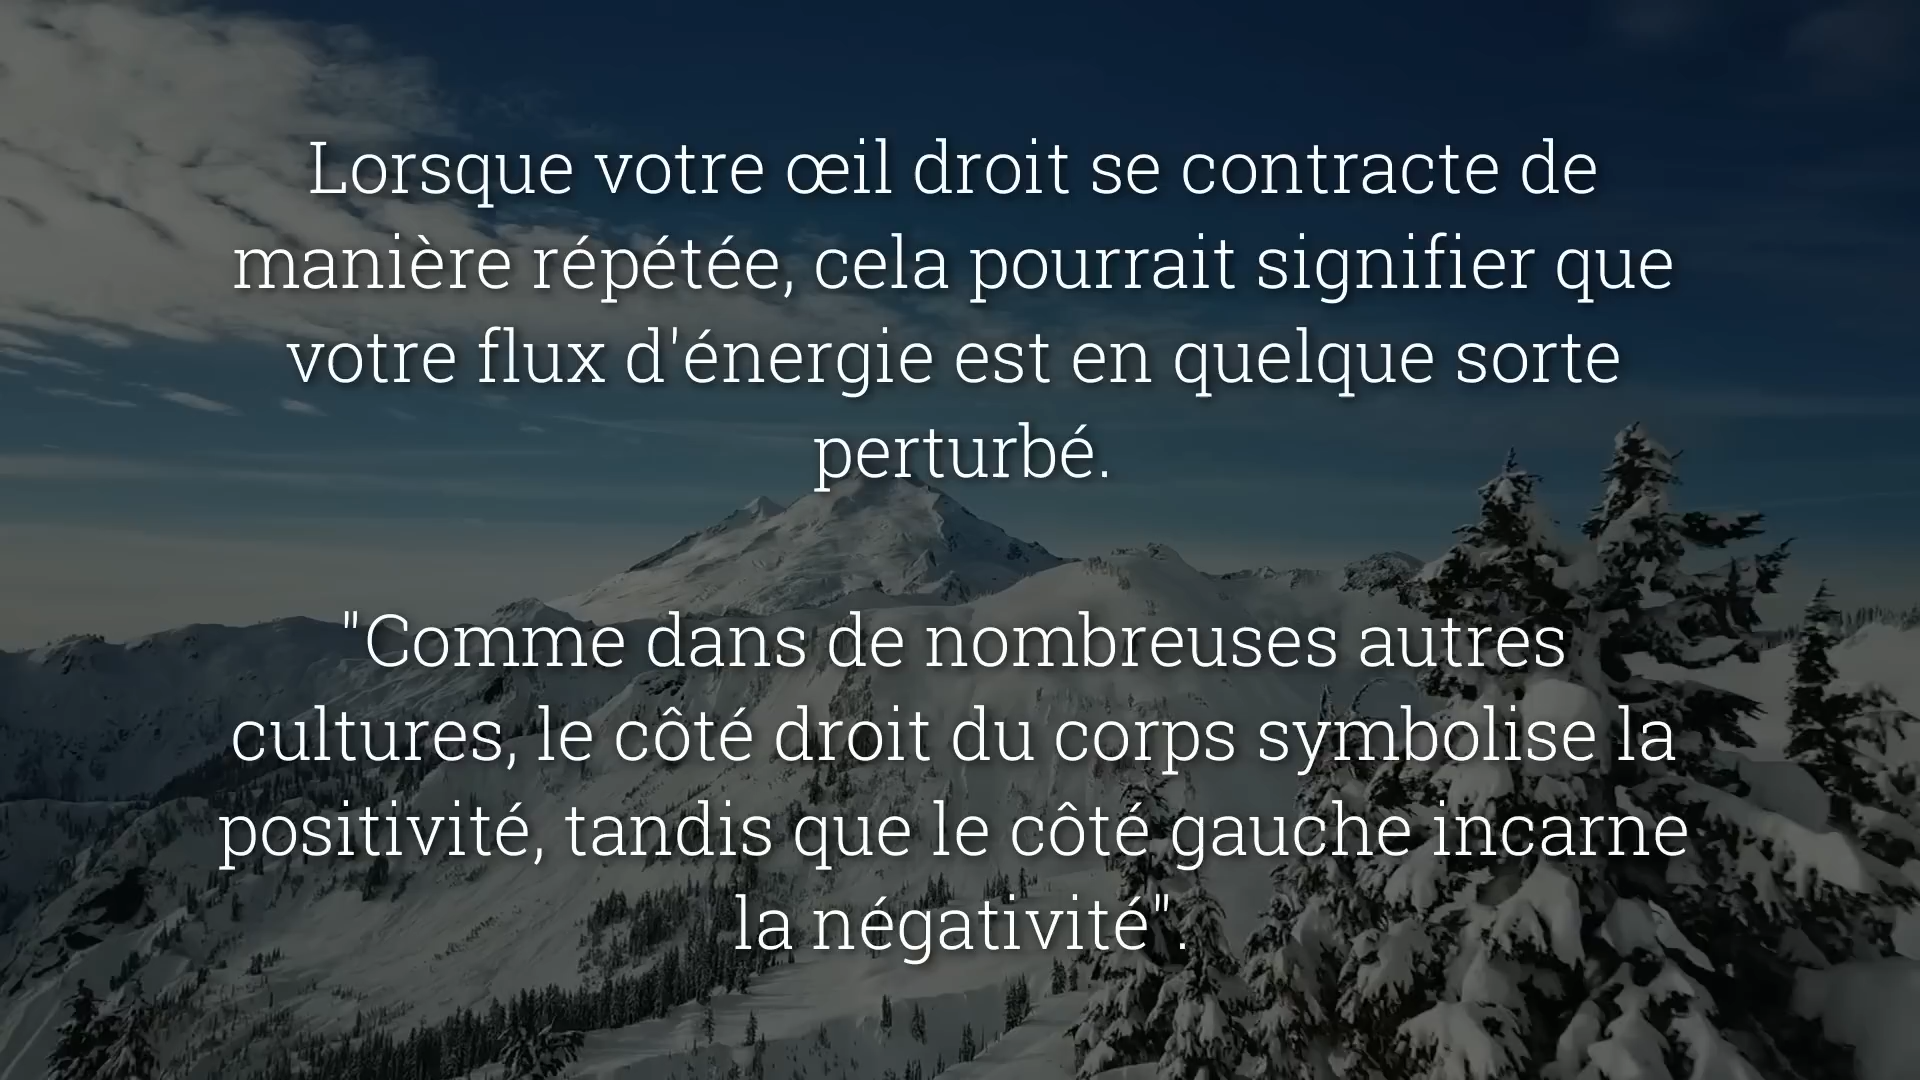 Lorsque votre œil droit se contracte de
manière répétée, cela pourrait signifier que
votre flux d'énergie est en quelque sorte
perturbé.
"Comme dans de nombreuses autres
cultures, le côté droit du corps symbolise la
positivité, tandis que le côté gauche incarne
la négativité".